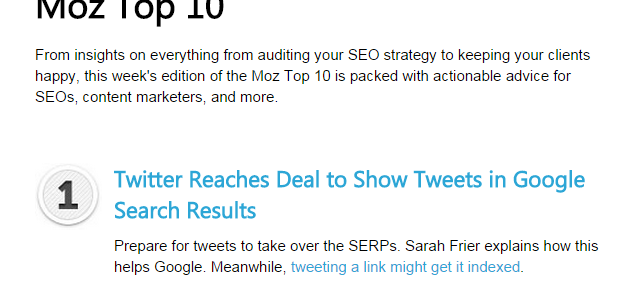 Moz Top 10
From insights on everything from auditing your SEO strategy to keeping your clients
happy, this week's edition of the Moz Top 10 is packed with actionable advice for
SEOs, content marketers, and more.
1
Twitter Reaches Deal to Show Tweets in Google
Search Results
Prepare for tweets to take over the SERPs. Sarah Frier explains how this
helps Google. Meanwhile, tweeting a link might get it indexed.